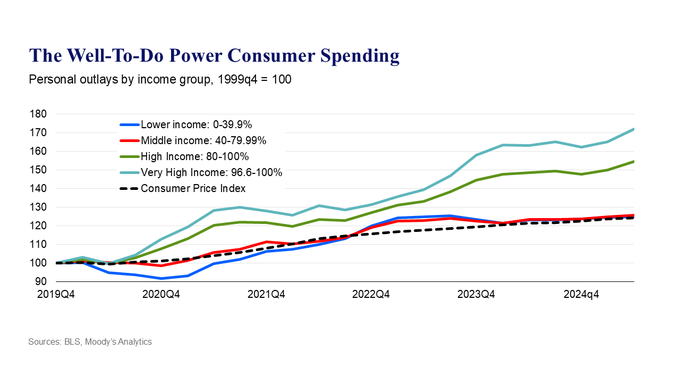 The Well-To-Do Power Consumer Spending
Personal outlays by income group, 1999q4 = 100
180
170
160
150
140
130
120
110
100
90
Lower income: 0-39.9%
Middle income: 40-79.99%
High Income: 80-100%
Very High Income: 96.6-100%
Consumer Price Index
2019Q4
2020Q4
2021Q4
2022Q4
2023Q4
2024q4
Sources: BLS, Moody's Analytics